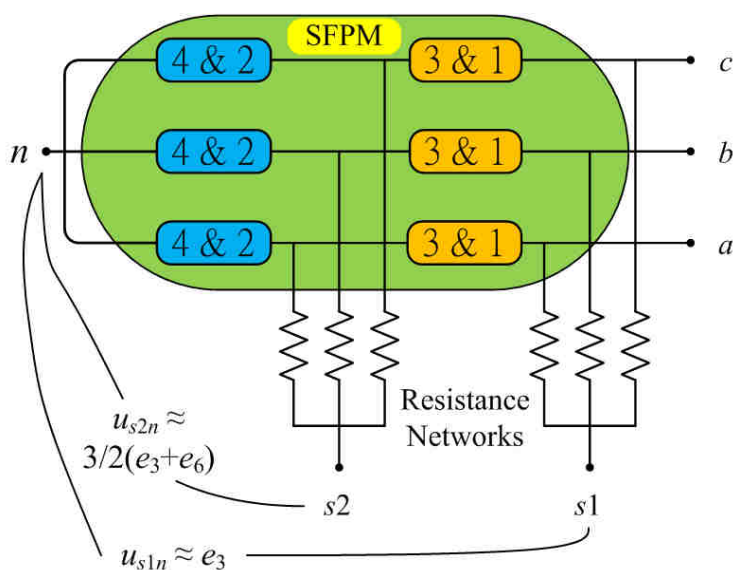 SFPM
4 & 2 3 & 1 c
n 4 & 2 3 & 1 b
4 & 2 3 & 1 a
Resistance
Networks
u_{s2n} ≈
3/2(e_3+e_6)
s2 s1
u_{s1n} ≈ e_3